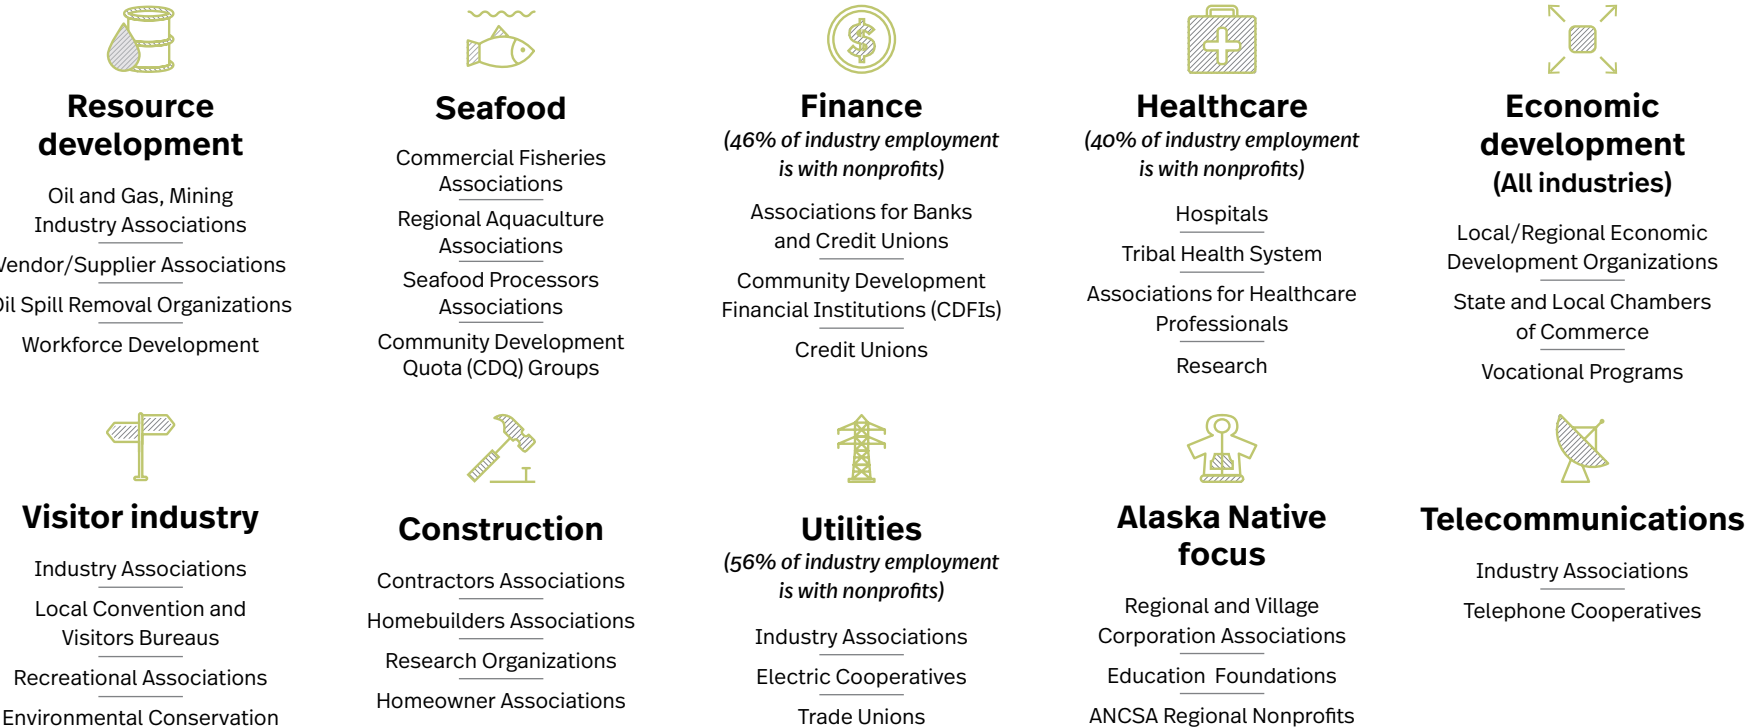 Resource
development
Oil and Gas, Mining
Industry Associations
Vendor/Supplier Associations
Oil Spill Removal Organizations
Workforce Development
Seafood
Commercial Fisheries
Associations
Regional Aquaculture
Associations
Seafood Processors
Associations
Community Development
Quota (CDQ) Groups
Finance
(46% of industry employment
is with nonprofits)
Associations for Banks
and Credit Unions
Community Development
Financial Institutions (CDFIs)
Credit Unions
Healthcare
(40% of industry employment
is with nonprofits)
Hospitals
Tribal Health System
Associations for Healthcare
Professionals
Research
Economic
development
(All industries)
Local/Regional Economic
Development Organizations
State and Local Chambers
of Commerce
Vocational Programs
Visitor industry
Industry Associations
Local Convention and
Visitors Bureaus
Recreational Associations
Environmental Conservation
Construction
Contractors Associations
Homebuilders Associations
Research Organizations
Homeowner Associations
Utilities
(56% of industry employment
is with nonprofits)
Industry Associations
Electric Cooperatives
Trade Unions
Alaska Native
focus
Regional and Village
Corporation Associations
Education Foundations
ANCSA Regional Nonprofits
Telecommunications
Industry Associations
Telephone Cooperatives